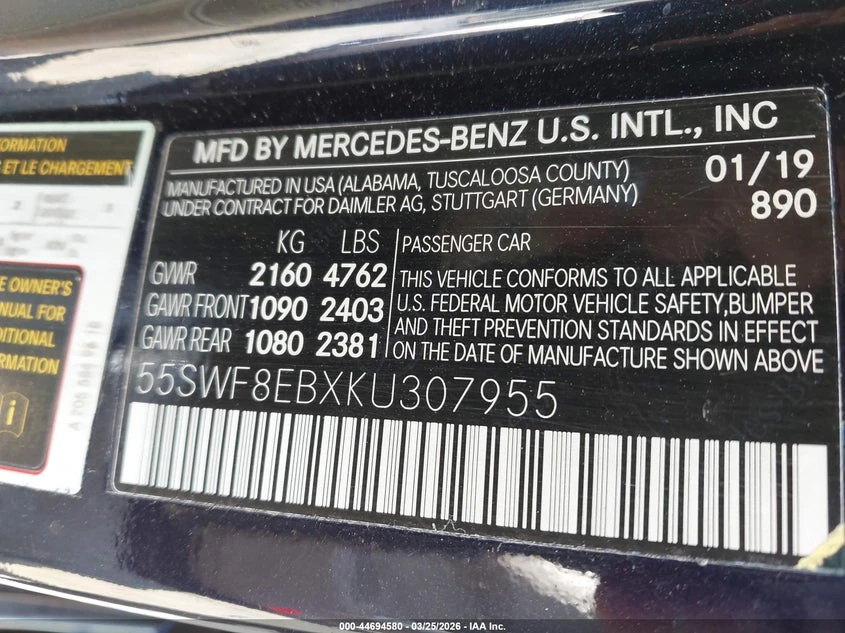 ORMATION
S ET LE CHARGEMENT
E OWNER'S
ANUAL FOR
DDITIONAL
ORMATION
i
MFD BY MERCEDES-BENZ U.S. INTL., INC
MANUFACTURED IN USA (ALABAMA, TUSCALOOSA COUNTY) 01/19
UNDER CONTRACT FOR DAIMLER AG, STUTTGART (GERMANY) 890
KG LBS PASSENGER CAR
GVWR 2160 4762
GAWR FRONT 1090 2403
GAWR REAR 1080 2381
THIS VEHICLE CONFORMS TO ALL APPLICABLE
U.S. FEDERAL MOTOR VEHICLE SAFETY,BUMPER
AND THEFT PREVENTION STANDARDS IN EFFECT
ON THE DATE OF MANUFACTURE SHOWN ABOVE
55SWF8EBXKU307955
000-44694580 - 03/25/2026 - IAA Inc.